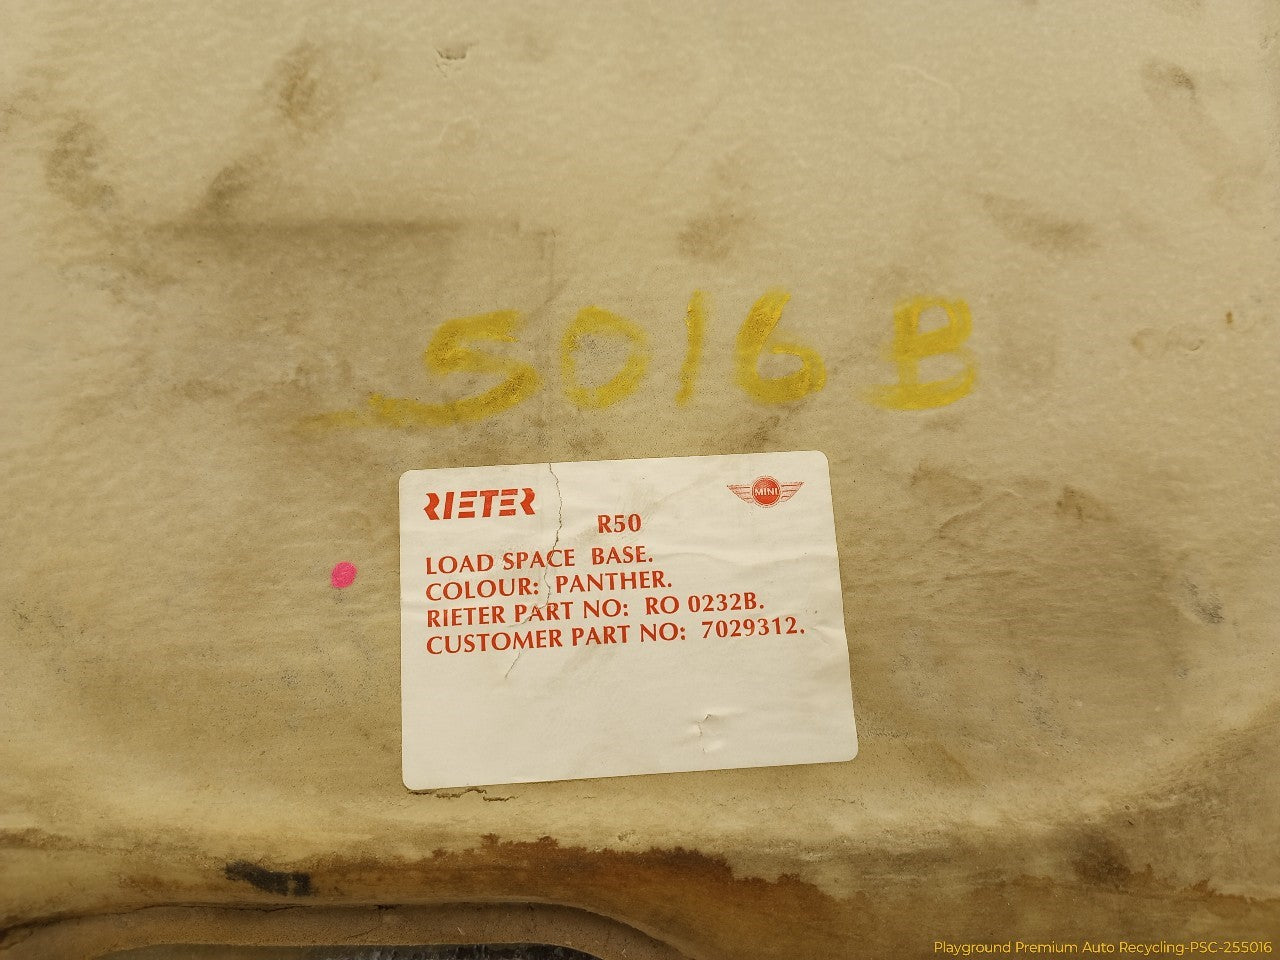 5016 B
RIETER
MINI
R50
LOAD SPACE BASE.
COLOUR: PANTHER.
RIETER PART NO: RO 0232B.
CUSTOMER PART NO: 7029312.
Playground Premium Auto Recycling-PSC-255016